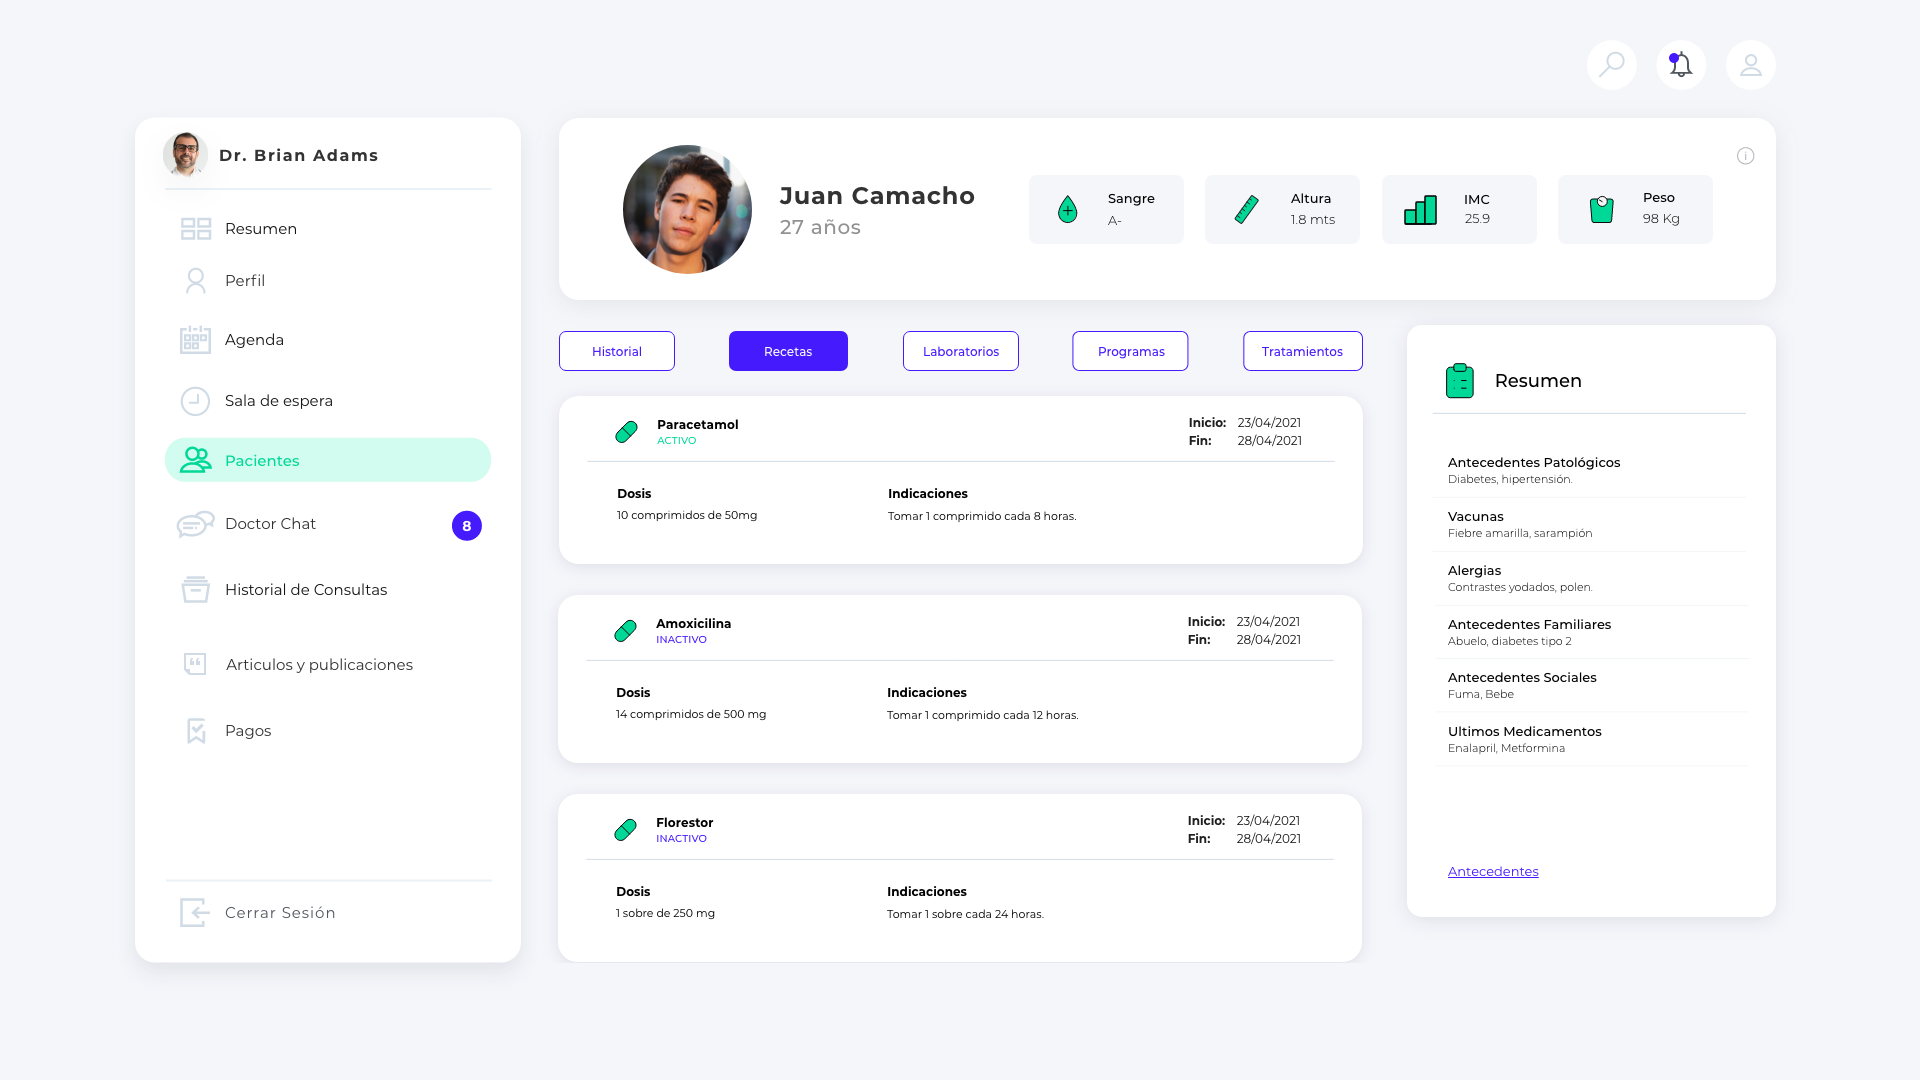 Dr. Brian Adams
Resumen
Perfil
Agenda
Sala de espera
Pacientes
Doctor Chat
8
Historial de Consultas
Articulos y publicaciones
Pagos
Cerrar Sesión
Juan Camacho
27 años
Sangre
A-
Altura
1.8 mts
IMC
25.9
Peso
98 Kg
Historial
Recetas
Laboratorios
Programas
Tratamientos
Paracetamol
ACTIVO
Inicio: 23/04/2021
Fin: 28/04/2021
Dosis
10 comprimidos de 50mg
Indicaciones
Tomar 1 comprimido cada 8 horas.
Amoxicilina
INACTIVO
Inicio: 23/04/2021
Fin: 28/04/2021
Dosis
14 comprimidos de 500 mg
Indicaciones
Tomar 1 comprimido cada 12 horas.
Florestor
INACTIVO
Inicio: 23/04/2021
Fin: 28/04/2021
Dosis
1 sobre de 250 mg
Indicaciones
Tomar 1 sobre cada 24 horas.
Resumen
Antecedentes Patológicos
Diabetes, hipertensión.
Vacunas
Fiebre amarilla, sarampión
Alergias
Contrastes yodados, polen.
Antecedentes Familiares
Abuelo, diabetes tipo 2
Antecedentes Sociales
Fuma, Bebe
Ultimos Medicamentos
Enalapril, Metformina
Antecedentes